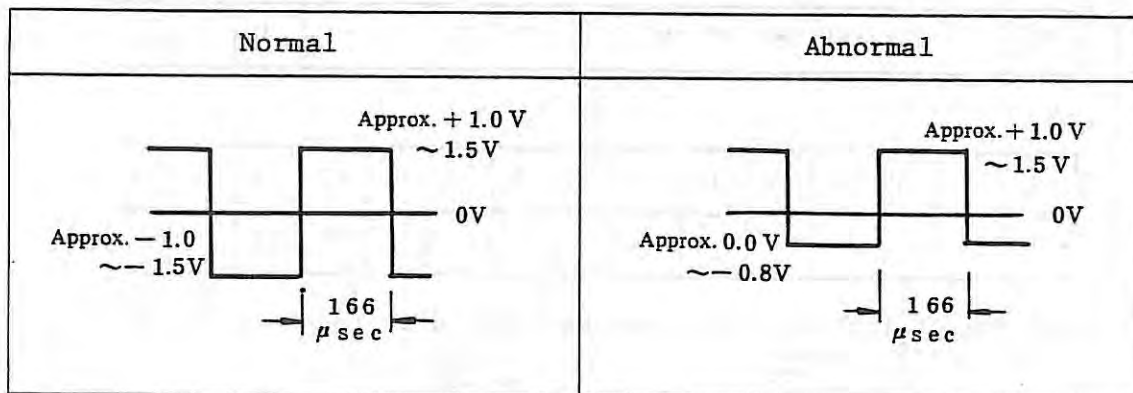 Normal
Abnormal
Approx. + 1.0 V
~ 1.5 V
0V
Approx. — 1.0
~— 1.5V
166
μsec
Approx. + 1.0 V
~ 1.5 V
0V
Approx. 0.0 V
~— 0.8V
166
μsec